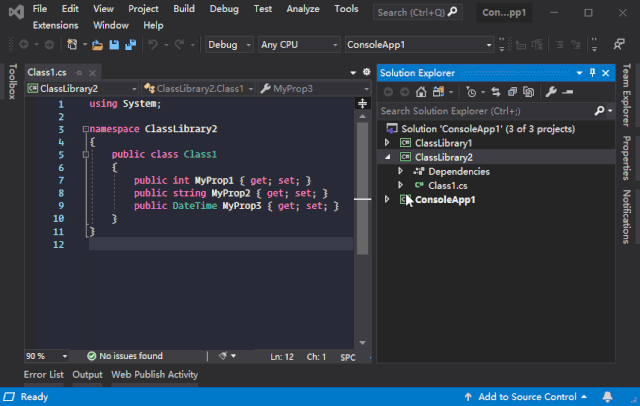 File Edit View Project Build Debug
Test Analyze Tools
Extensions Window Help
Search (Ctrl+Q)
Con...pp1
Debug
Any CPU
ConsoleApp1
Toolbox
Class1.cs
ClassLibrary2
ClassLibrary2.Class1
MyProp3
1 using System;
2
3 namespace ClassLibrary2
4 {
5 public class Class1
6 {
7 public int MyProp1 { get; set; }
8 public string MyProp2 { get; set; }
9 public DateTime MyProp3 { get; set; }
10 }
11 }
12
90 %
No issues found
Ln: 12 Ch: 1 SPC
Solution Explorer
Search Solution Explorer (Ctrl+;)
Solution 'ConsoleApp1' (3 of 3 projects)
ClassLibrary1
ClassLibrary2
Dependencies
Class1.cs
ConsoleApp1
Team Explorer
Properties
Notifications
Error List Output Web Publish Activity
Ready
Add to Source Control